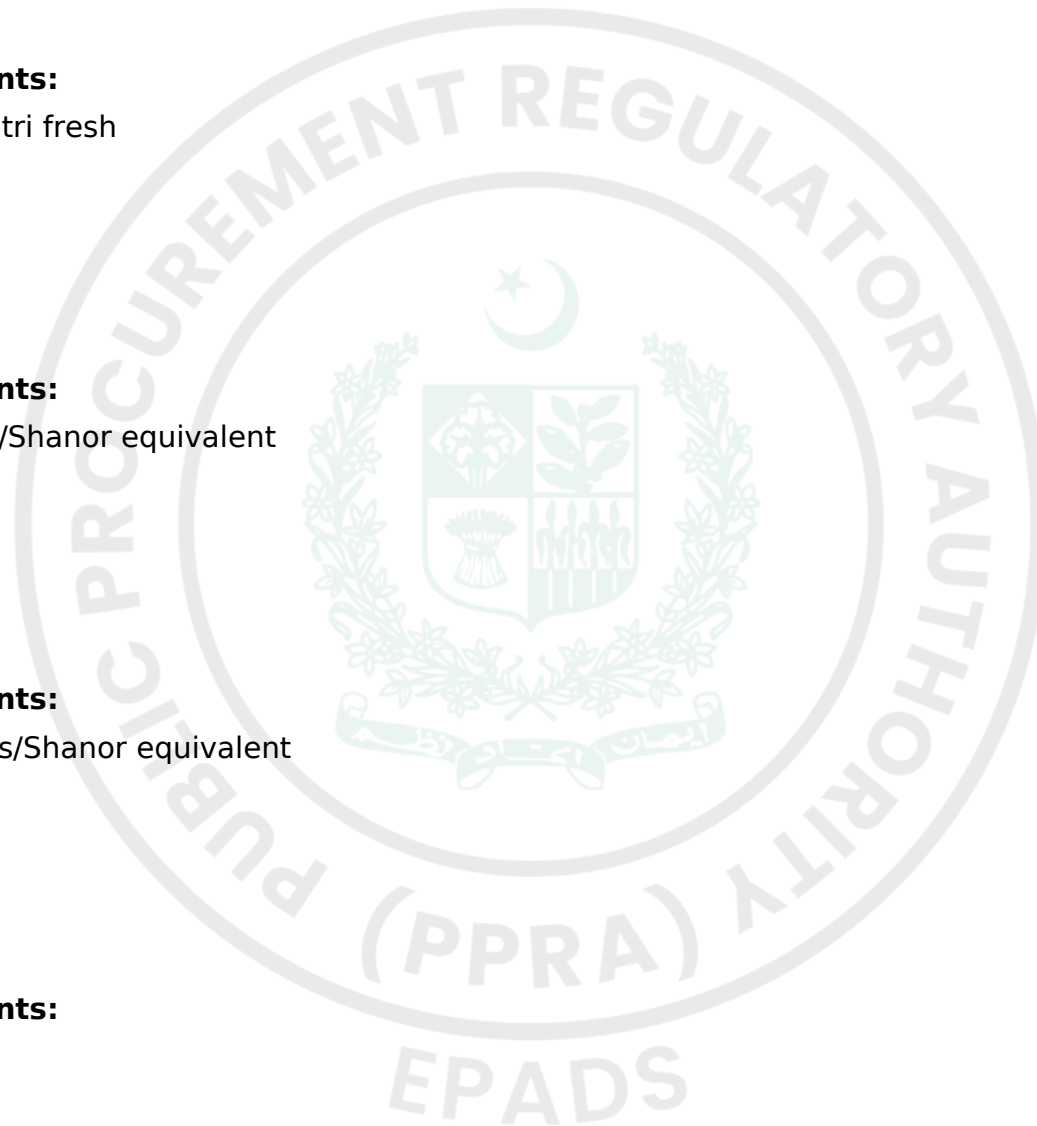 nts:
tri fresh
nts:
/Shanor equivalent
nts:
s/Shanor equivalent
nts:
PUBLIC PROCUREMENT REGULATORY AUTHORITY
(PPRA)
EPADS